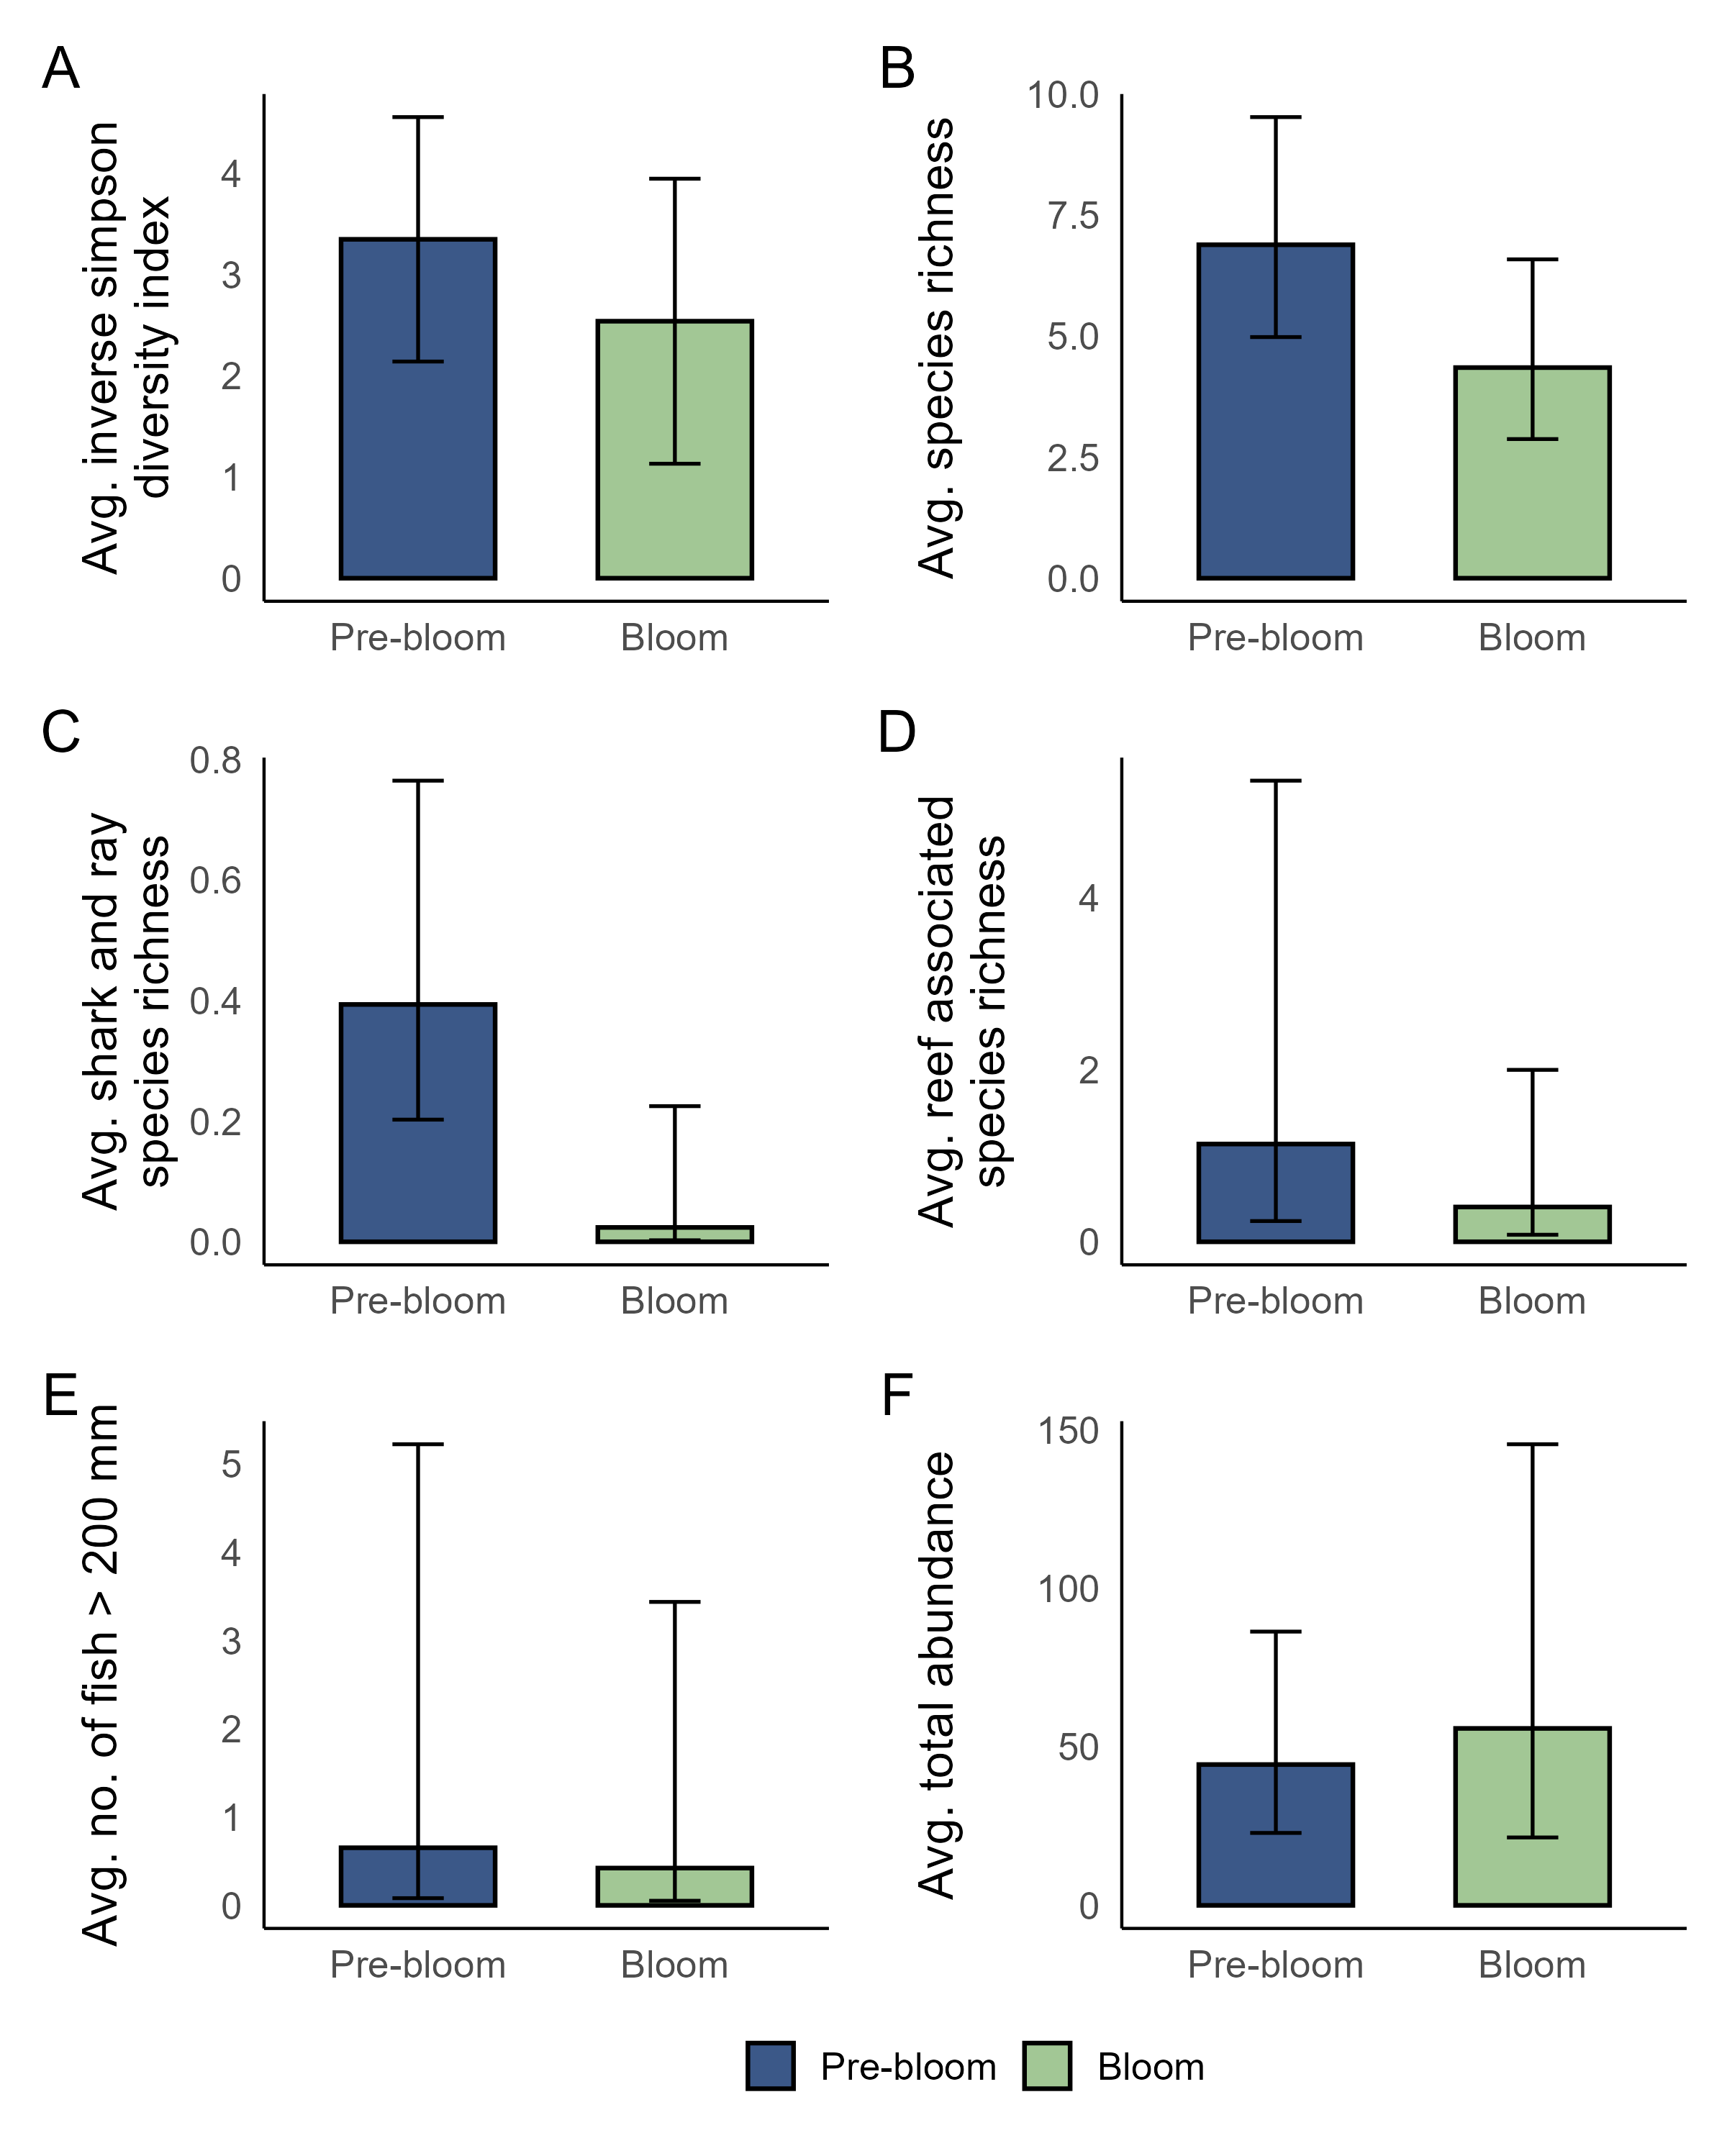 A
Avg. inverse simpson
diversity index
4
3
2
1
0
Pre-bloom
Bloom
B
Avg. species richness
10.0
7.5
5.0
2.5
0.0
Pre-bloom
Bloom
C
Avg. shark and ray
species richness
0.8
0.6
0.4
0.2
0.0
Pre-bloom
Bloom
D
Avg. reef associated
species richness
4
2
0
Pre-bloom
Bloom
E
Avg. no. of fish > 200 mm
5
4
3
2
1
0
Pre-bloom
Bloom
F
Avg. total abundance
150
100
50
0
Pre-bloom
Bloom
Pre-bloom
Bloom